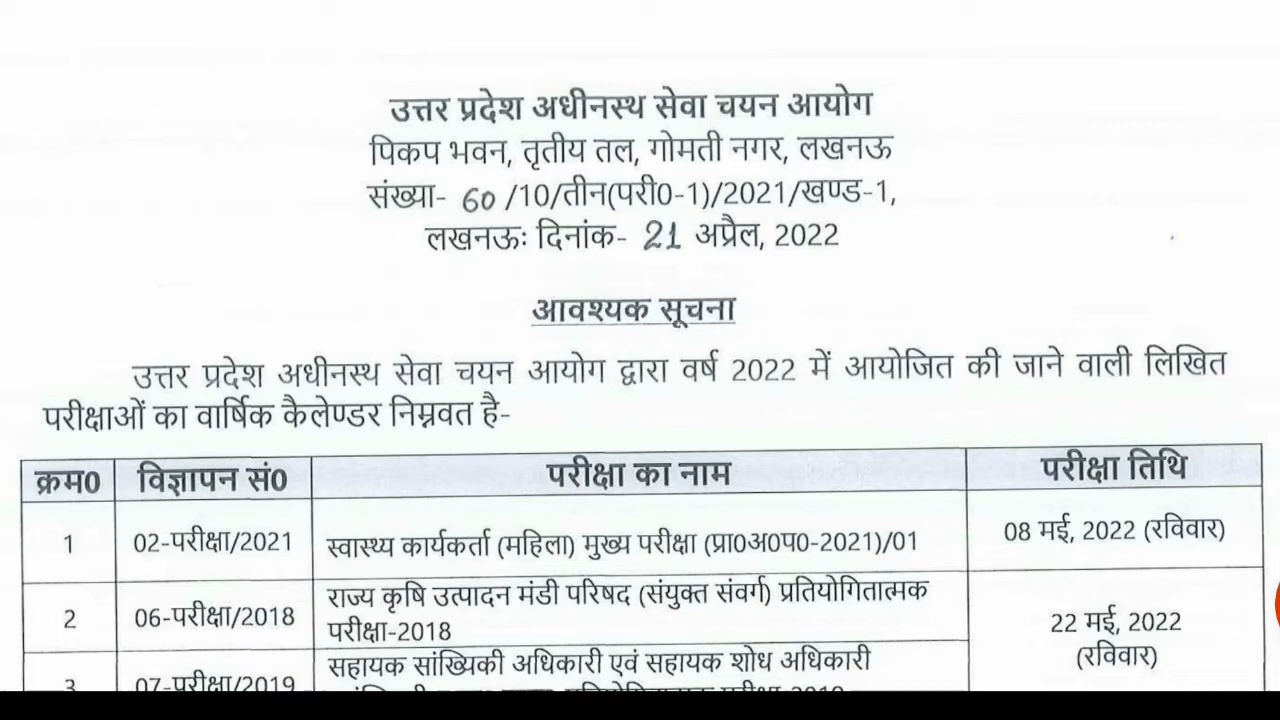 उत्तर प्रदेश अधीनस्थ सेवा चयन आयोग
पिकप भवन, तृतीय तल, गोमती नगर, लखनऊ
संख्या- 60 /10/तीन(परी0-1)/2021/खण्ड-1,
लखनऊः दिनांक- 21 अप्रैल, 2022
आवश्यक सूचना
उत्तर प्रदेश अधीनस्थ सेवा चयन आयोग द्वारा वर्ष 2022 में आयोजित की जाने वाली लिखित
परीक्षाओं का वार्षिक कैलेण्डर निम्नवत है-
क्रम0 विज्ञापन सं0 परीक्षा का नाम परीक्षा तिथि
1 02-परीक्षा/2021 स्वास्थ्य कार्यकर्ता (महिला) मुख्य परीक्षा (प्रा0अ0प0-2021)/01 08 मई, 2022 (रविवार)
2 06-परीक्षा/2018 राज्य कृषि उत्पादन मंडी परिषद (संयुक्त संवर्ग) प्रतियोगितात्मक
परीक्षा-2018
22 मई, 2022
(रविवार)
3 07-परीक्षा/2019 सहायक सांख्यिकी अधिकारी एवं सहायक शोध अधिकारी